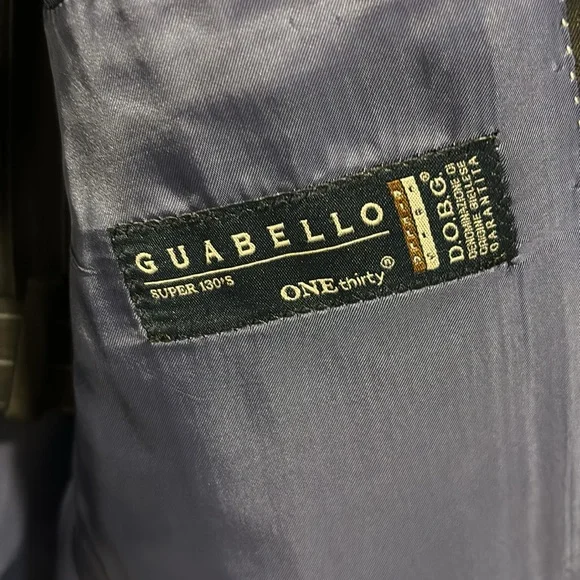 GUABELLO
SUPER 130'S
ONE thirty®
D.O.B.G.®
DENOMINAZIONE DI
ORIGINE BIELLESE
GARANTITA